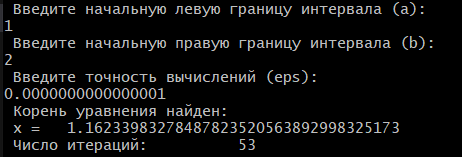 Введите начальную левую границу интервала (a):
1
Введите начальную правую границу интервала (b):
2
Введите точность вычислений (eps):
0.0000000000000001
Корень уравнения найден:
x =   1.16233983278487823520563892998325173
Число итераций:           53